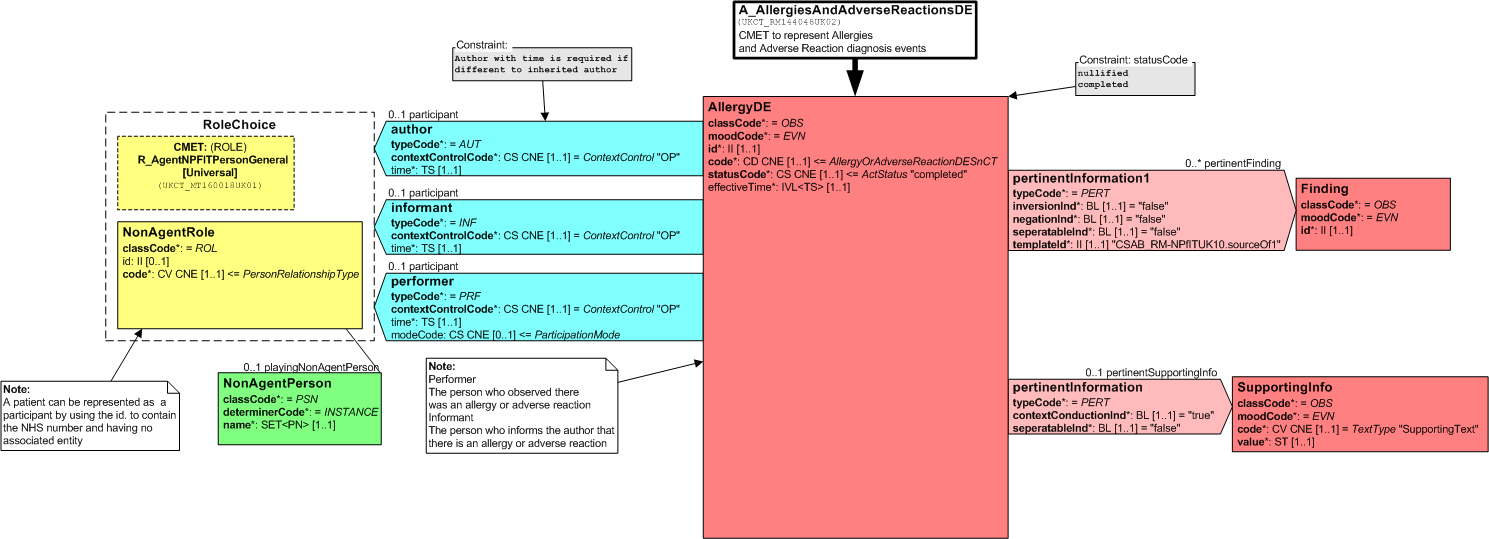 A_AllergiesAndAdverseReactionsDE
(UKCT_RM144048UK02)
CMET to represent Allergies
and Adverse Reaction diagnosis events
Constraint:
Author with time is required if
different to inherited author
Constraint: statusCode
nullified
completed
RoleChoice
CMET: (ROLE)
R_AgentNPFITPersonGeneral
[Universal]
(UKCT_MT160018UK01)
NonAgentRole
classCode*: = ROL
id: II [0..1]
code*: CV CNE [1..1] <= PersonRelationshipType
0..1 participant
author
typeCode*: = AUT
contextControlCode*: CS CNE [1..1] = ContextControl "OP"
time*: TS [1..1]
0..1 participant
informant
typeCode*: = INF
contextControlCode*: CS CNE [1..1] = ContextControl "OP"
time*: TS [1..1]
0..1 participant
performer
typeCode*: = PRF
contextControlCode*: CS CNE [1..1] = ContextControl "OP"
time*: TS [1..1]
modeCode: CS CNE [0..1] <= ParticipationMode
AllergyDE
classCode*: = OBS
moodCode*: = EVN
id*: II [1..1]
code*: CD CNE [1..1] <= AllergyOrAdverseReactionDESnCT
statusCode*: CS CNE [1..1] <= ActStatus "completed"
effectiveTime*: IVL<TS> [1..1]
0..* pertinentFinding
pertinentInformation1
typeCode*: = PERT
inversionInd*: BL [1..1] = "false"
negationInd*: BL [1..1] = "false"
seperatableInd*: BL [1..1] = "false"
templateId*: II [1..1] "CSAB_RM-NPfITUK10.sourceOf1"
Finding
classCode*: = OBS
moodCode*: = EVN
id*: II [1..1]
0..1 playingNonAgentPerson
NonAgentPerson
classCode*: = PSN
determinerCode*: = INSTANCE
name*: SET<PN> [1..1]
Note:
A patient can be represented as a
participant by using the id. to contain
the NHS number and having no
associated entity
Note:
Performer
The person who observed there
was an allergy or adverse reaction
Informant
The person who informs the author that
there is an allergy or adverse reaction
0..1 pertinentSupportingInfo
pertinentInformation
typeCode*: = PERT
contextConductionInd*: BL [1..1] = "true"
seperatableInd*: BL [1..1] = "false"
SupportingInfo
classCode*: = OBS
moodCode*: = EVN
code*: CV CNE [1..1] = TextType "SupportingText"
value*: ST [1..1]